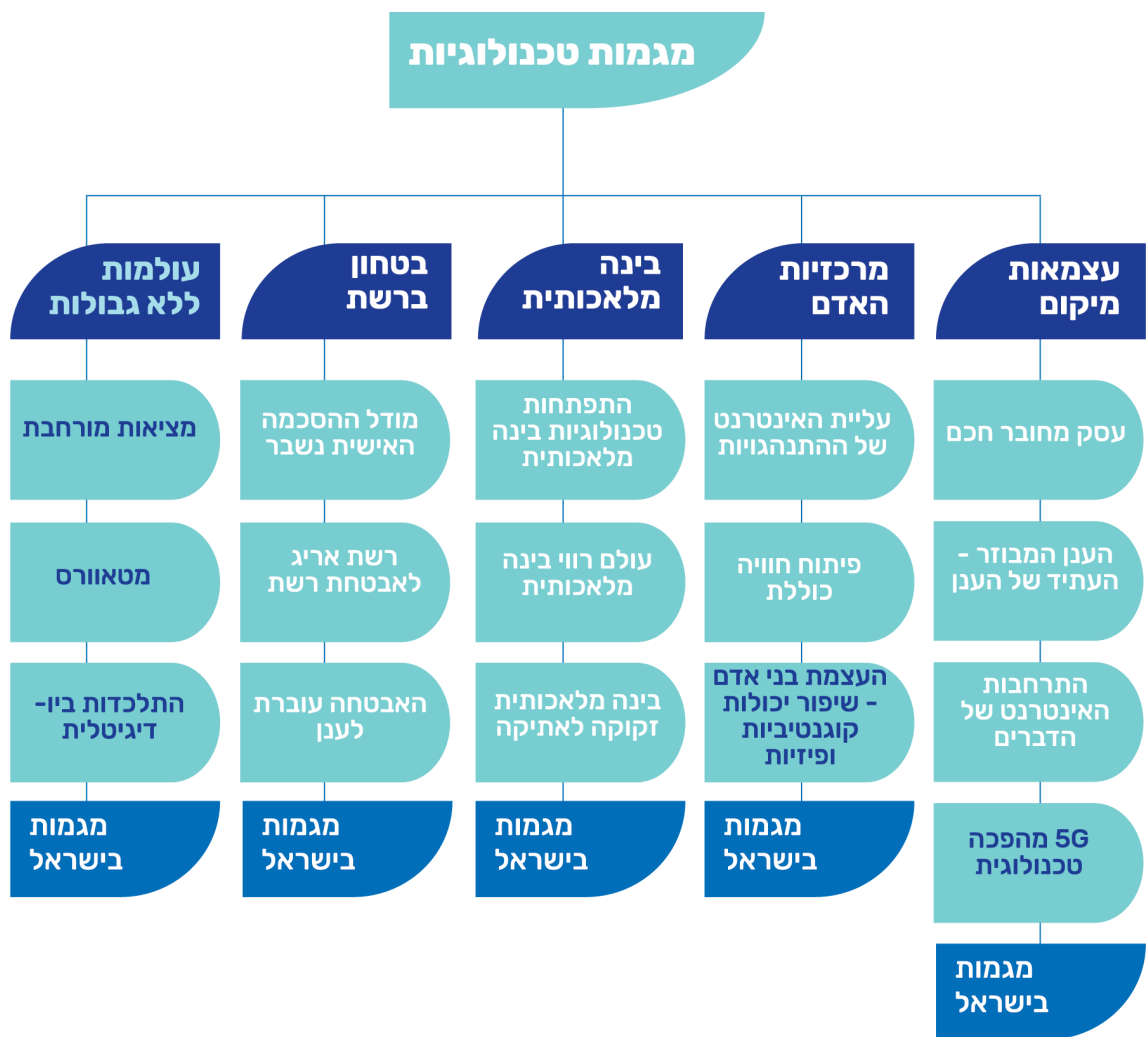 מגמות טכנולוגיות
עצמאות
מיקום
עסק מחובר חכם
הענן המבוזר -
העתיד של הענן
התרחבות
האינטרנט של
הדברים
5G מהפכה
טכנולוגית
מגמות
בישראל
מרכזיות
האדם
עליית האינטרנט
של ההתנהגויות
פיתוח חוויה
כוללת
העצמת בני אדם
- שיפור יכולות
קוגנטיביות
ופיזיות
מגמות
בישראל
בינה
מלאכותית
התפתחות
טכנולוגיות בינה
מלאכותית
עולם רווי בינה
מלאכותית
בינה מלאכותית
זקוקה לאתיקה
מגמות
בישראל
בטחון
ברשת
מודל ההסכמה
האישית נשבר
רשת אריג
לאבטחת רשת
האבטחה עוברת
לענן
מגמות
בישראל
עולמות
ללא גבולות
מציאות מורחבת
מטאוורס
התלכדות ביו-
דיגיטלית
מגמות
בישראל